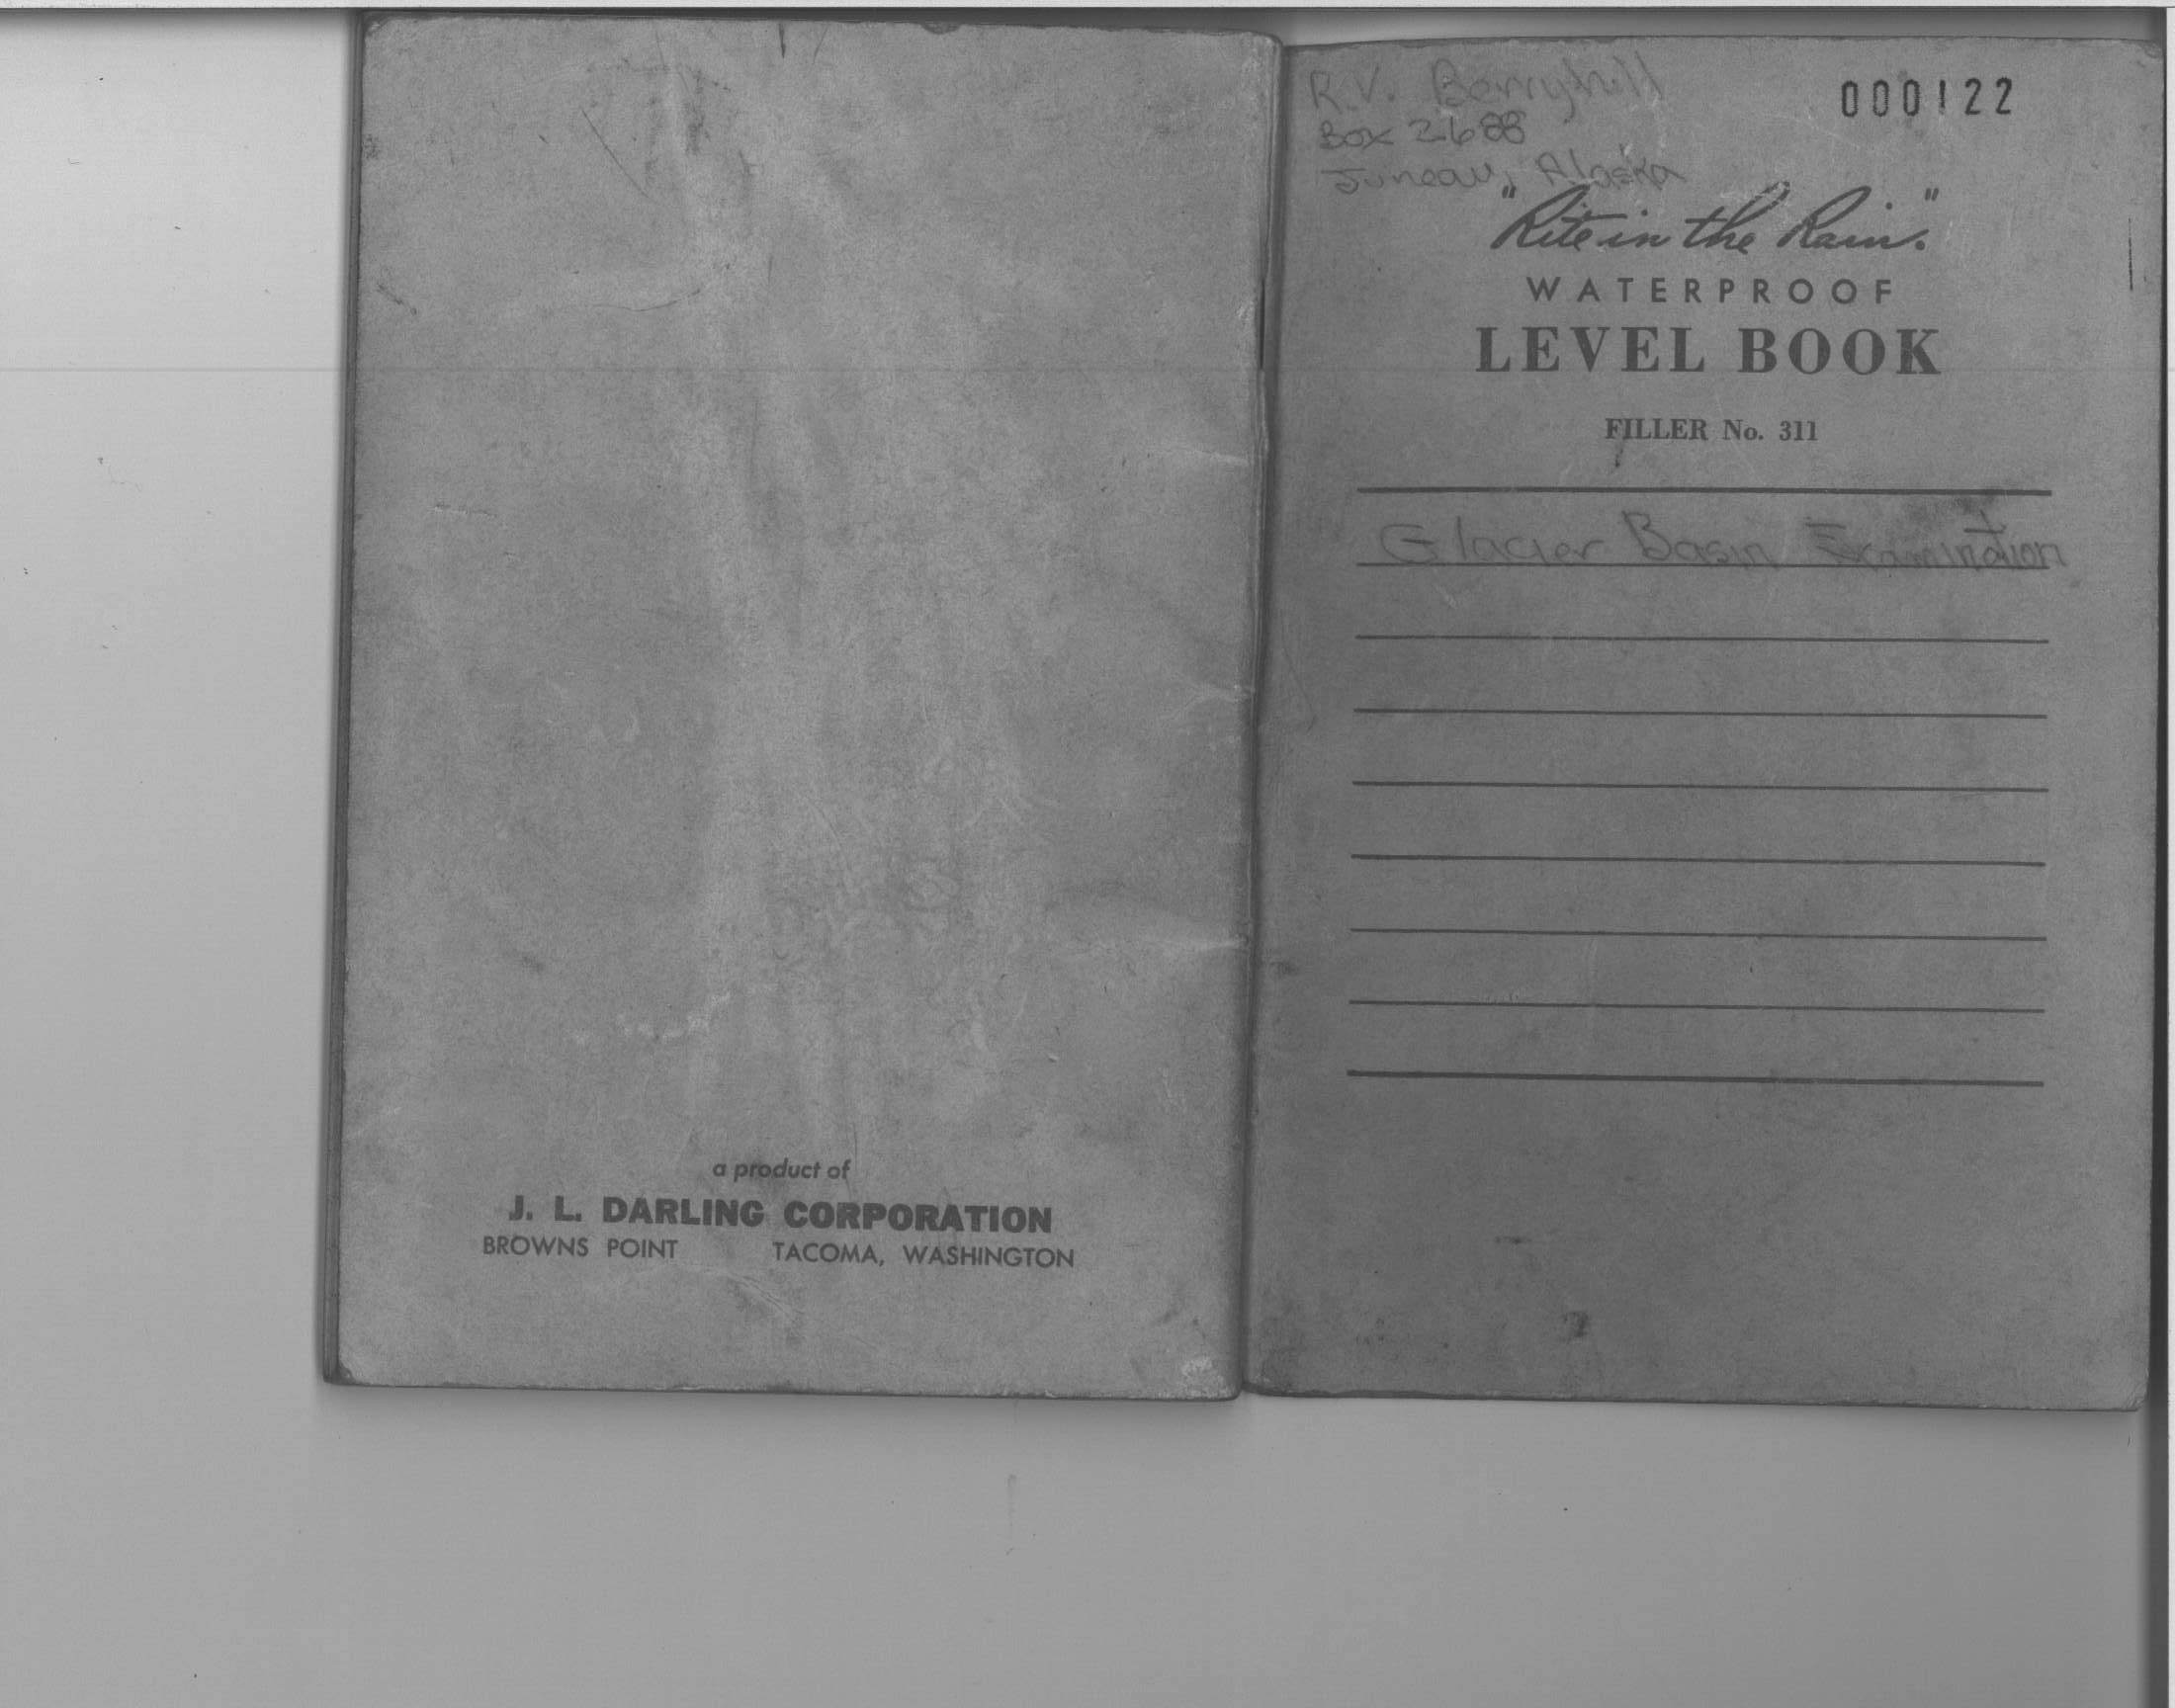 a product of
J. L. DARLING CORPORATION
BROWNS POINT TACOMA, WASHINGTON
R.V. Berryhill
000122
Box 2688
Juneau, Alaska
"Rite in the Rain."
WATERPROOF
LEVEL BOOK
FILLER No. 311
Glacier Basin Examination